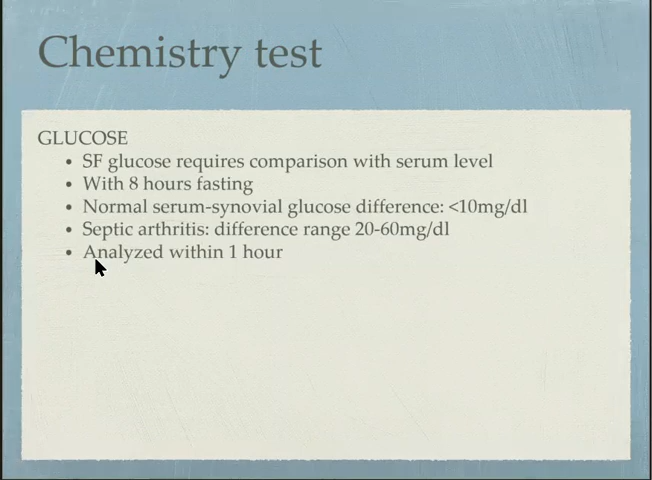 Chemistry test
GLUCOSE
• SF glucose requires comparison with serum level
• With 8 hours fasting
• Normal serum-synovial glucose difference: <10mg/dl
• Septic arthritis: difference range 20-60mg/dl
• Analyzed within 1 hour